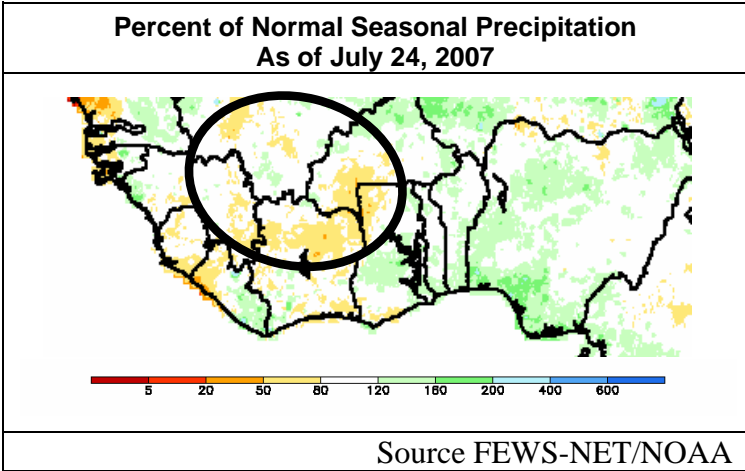 Percent of Normal Seasonal Precipitation
As of July 24, 2007
5 20 50 80 120 160 200 400 600
Source FEWS-NET/NOAA